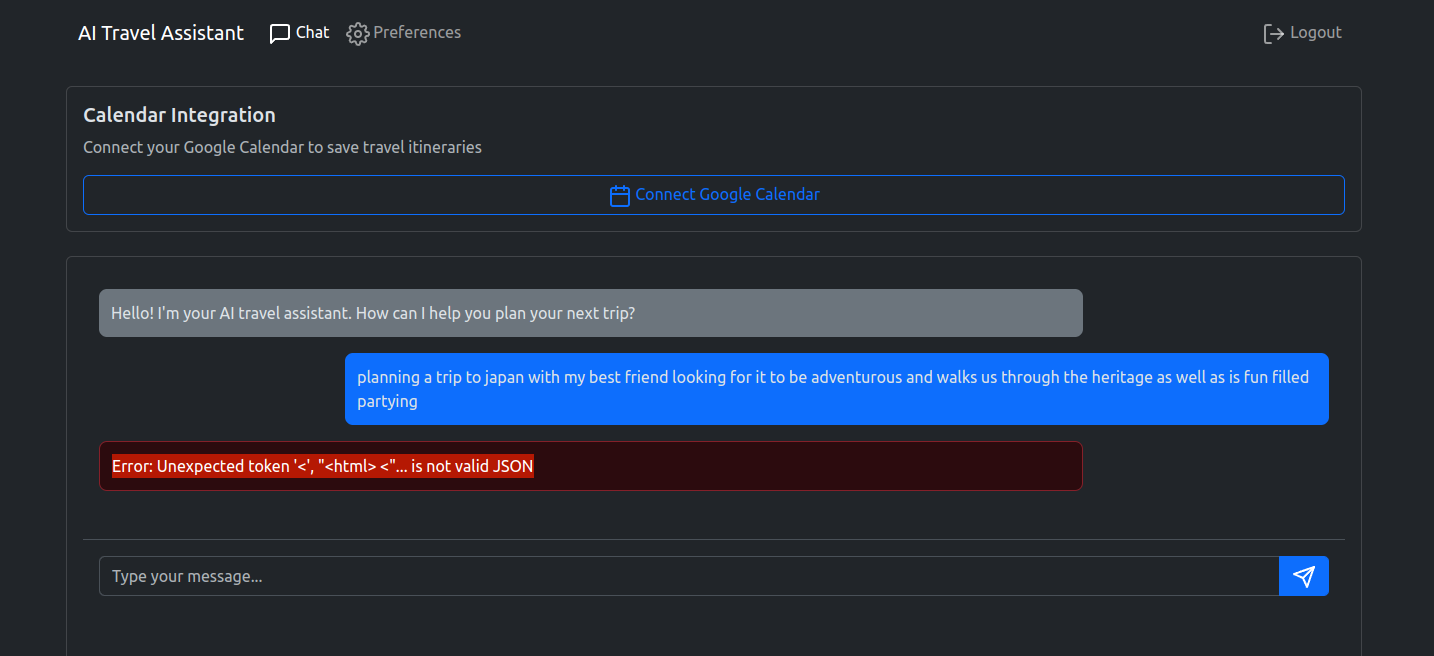 AI Travel Assistant Chat Preferences Logout
Calendar Integration
Connect your Google Calendar to save travel itineraries
Connect Google Calendar
Hello! I'm your AI travel assistant. How can I help you plan your next trip?
planning a trip to japan with my best friend looking for it to be adventurous and walks us through the heritage as well as is fun filled
partying
Error: Unexpected token '<', "<html> <"... is not valid JSON
Type your message...